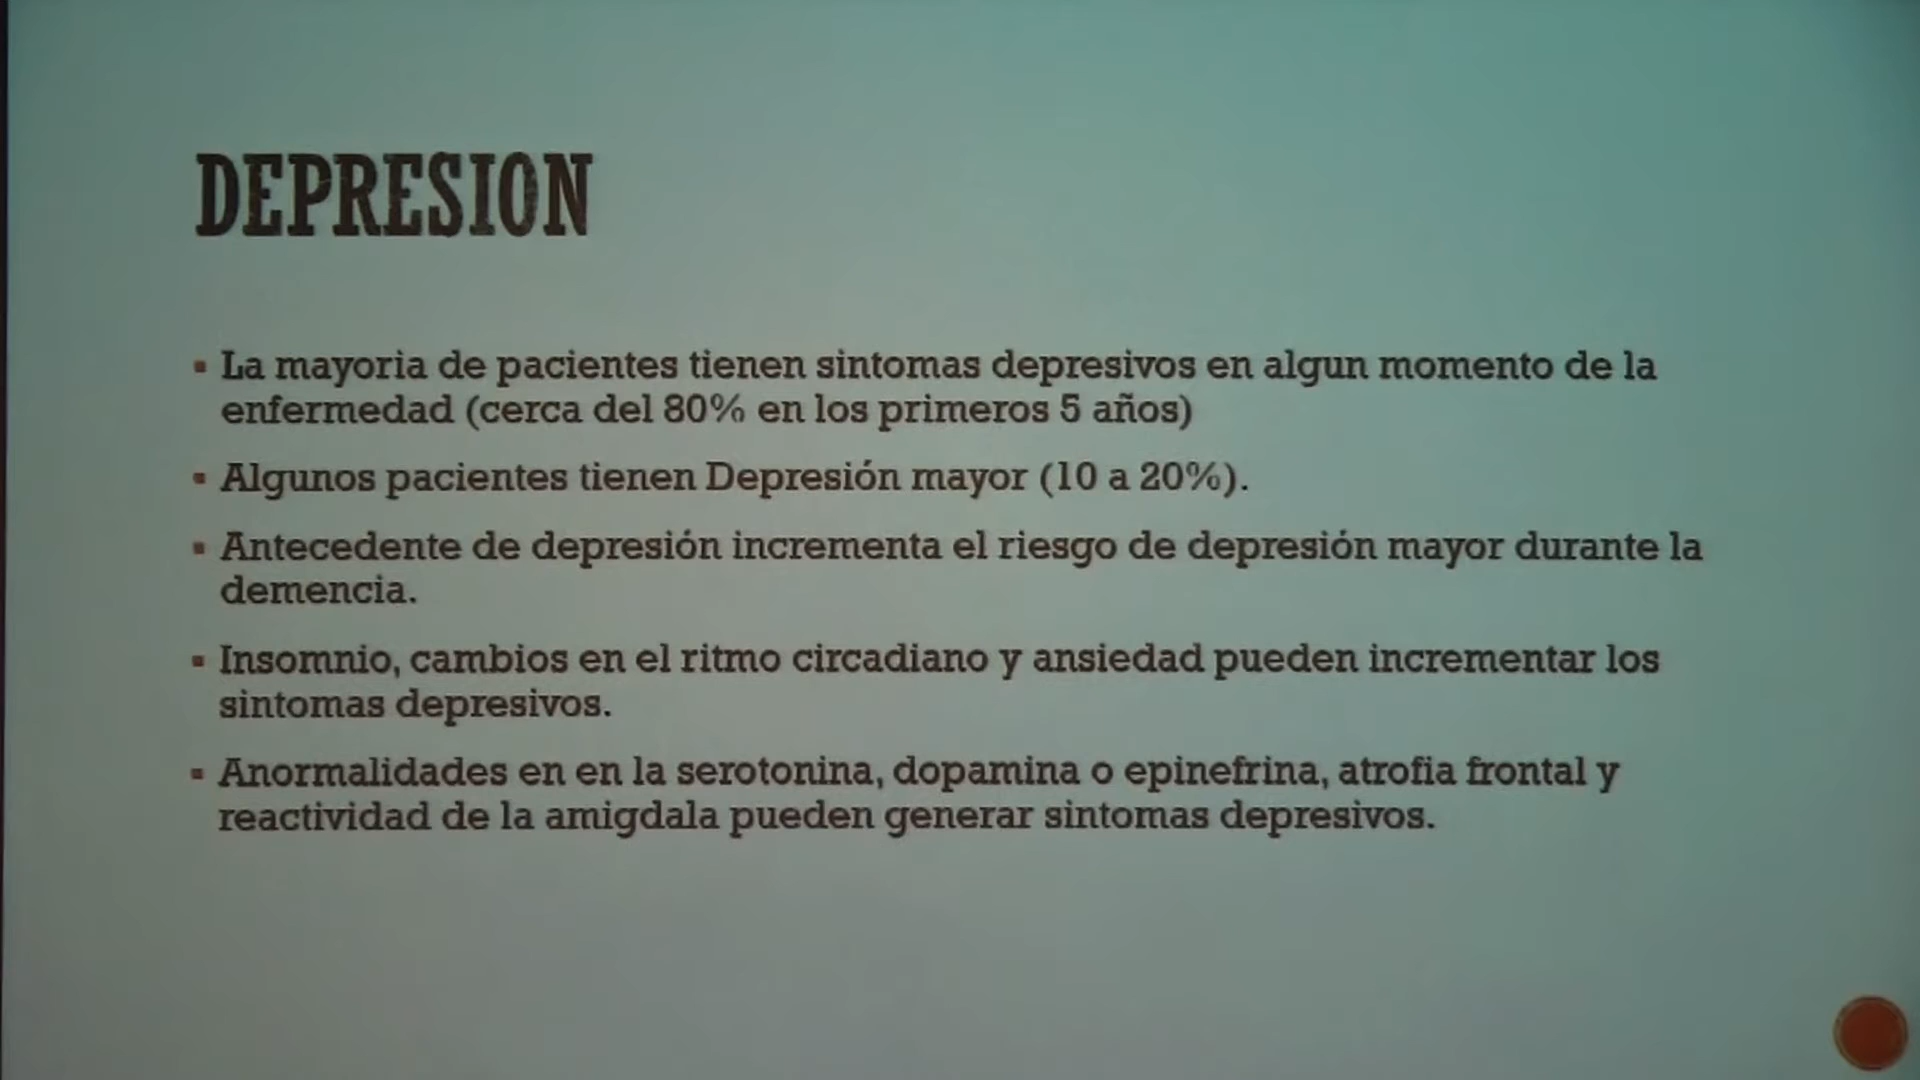 DEPRESION
La mayoria de pacientes tienen sintomas depresivos en algun momento de la
enfermedad (cerca del 80% en los primeros 5 años)
Algunos pacientes tienen Depresión mayor (10 a 20%).
Antecedente de depresión incrementa el riesgo de depresión mayor durante la
demencia.
Insomnio, cambios en el ritmo circadiano y ansiedad pueden incrementar los
sintomas depresivos.
Anormalidades en en la serotonina, dopamina o epinefrina, atrofia frontal y
reactividad de la amigdala pueden generar sintomas depresivos.